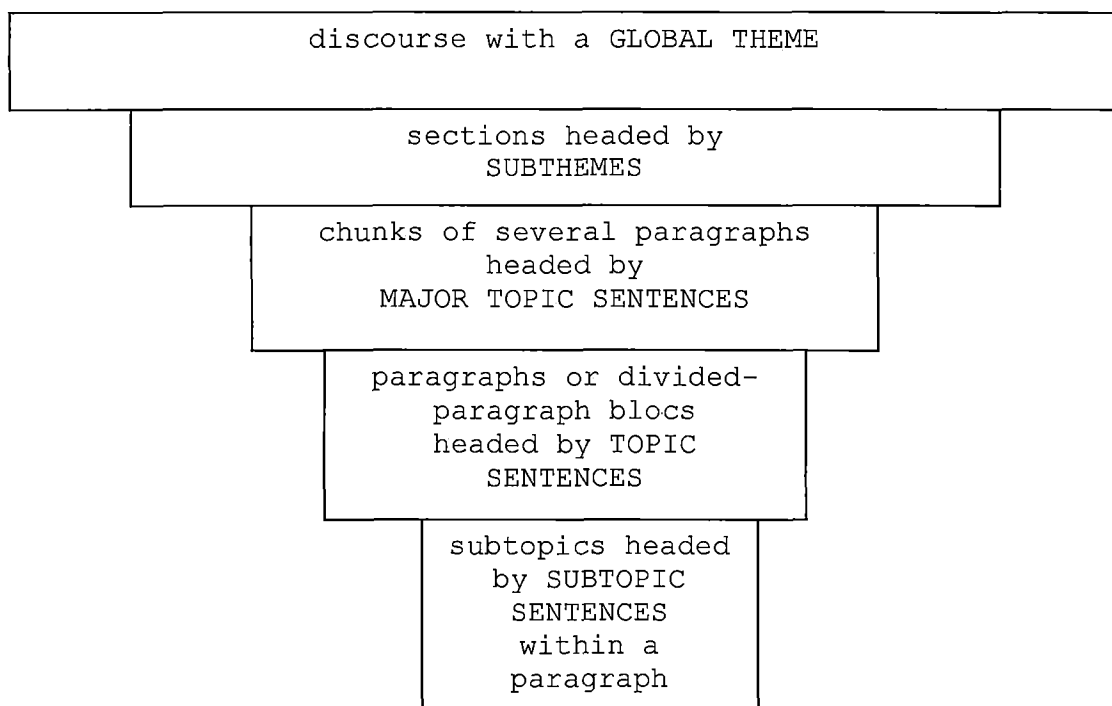 discourse with a GLOBAL THEME
sections headed by
SUBTHEMES
chunks of several paragraphs
headed by
MAJOR TOPIC SENTENCES
paragraphs or divided-
paragraph blocs
headed by TOPIC
SENTENCES
subtopics headed
by SUBTOPIC
SENTENCES
within a
paragraph